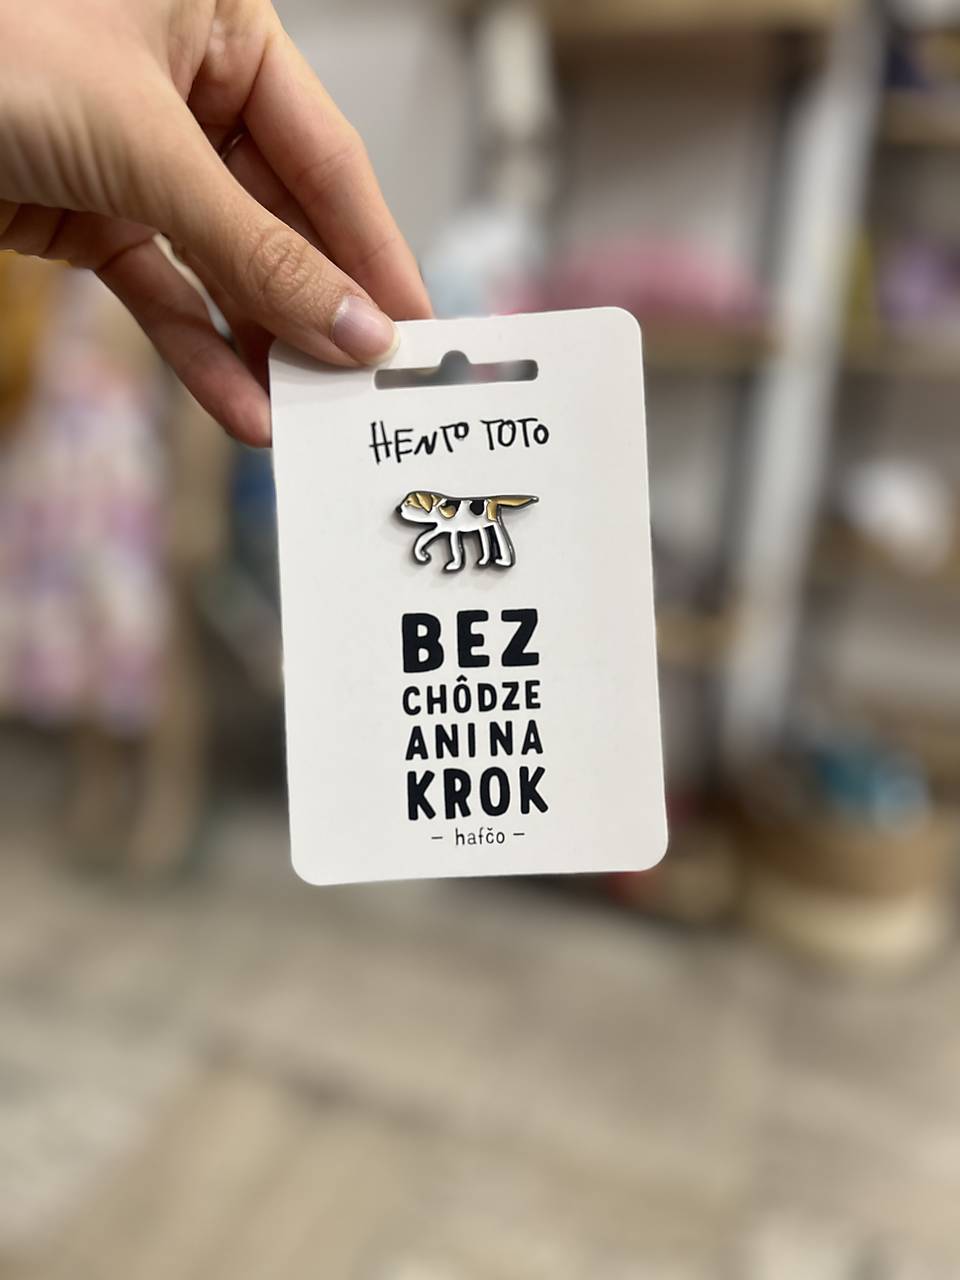 HENTO TOTO
BEZ
CHÔDZE
ANI NA
KROK
– hafčo –